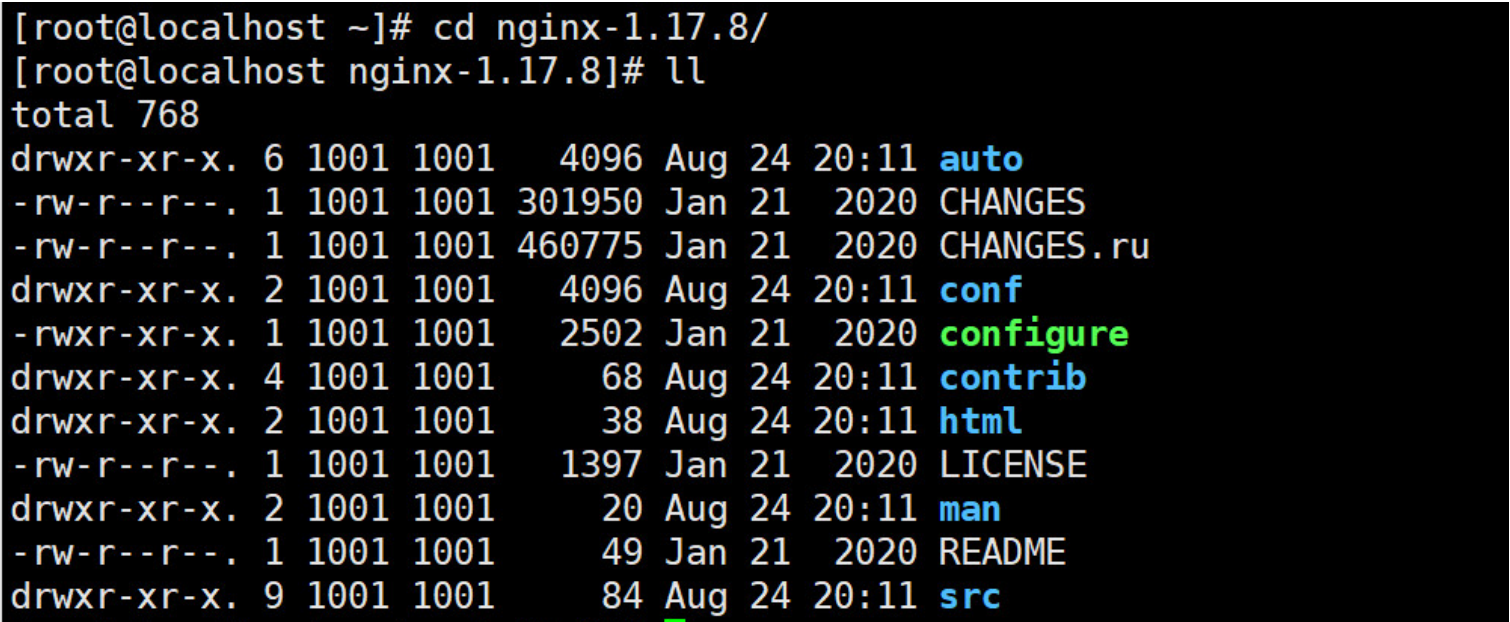 [root@localhost ~]# cd nginx-1.17.8/
[root@localhost nginx-1.17.8]# ll
total 768
drwxr-xr-x. 6 1001 1001   4096 Aug 24 20:11 auto
-rw-r--r--. 1 1001 1001 301950 Jan 21  2020 CHANGES
-rw-r--r--. 1 1001 1001 460775 Jan 21  2020 CHANGES.ru
drwxr-xr-x. 2 1001 1001   4096 Aug 24 20:11 conf
-rwxr-xr-x. 1 1001 1001   2502 Jan 21  2020 configure
drwxr-xr-x. 4 1001 1001     68 Aug 24 20:11 contrib
drwxr-xr-x. 2 1001 1001     38 Aug 24 20:11 html
-rw-r--r--. 1 1001 1001   1397 Jan 21  2020 LICENSE
drwxr-xr-x. 2 1001 1001     20 Aug 24 20:11 man
-rw-r--r--. 1 1001 1001     49 Jan 21  2020 README
drwxr-xr-x. 9 1001 1001     84 Aug 24 20:11 src